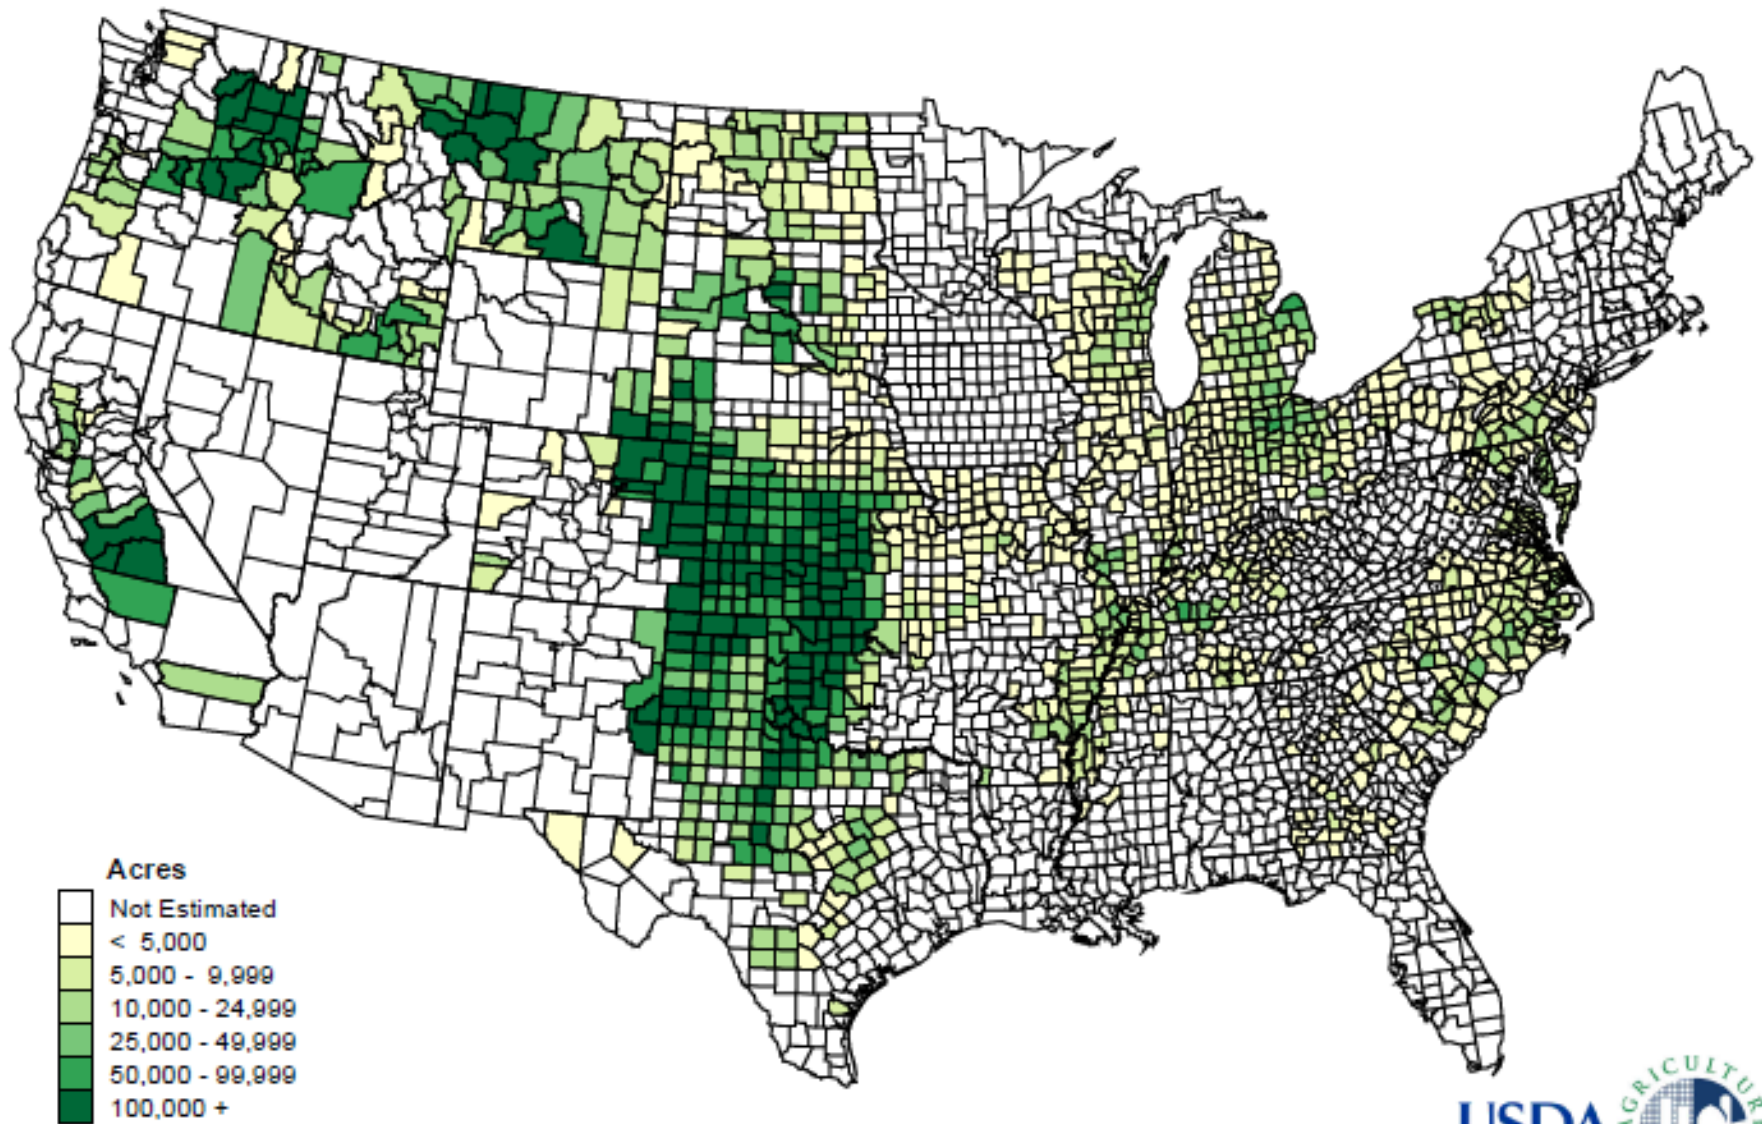 Acres
Not Estimated
< 5,000
5,000 - 9,999
10,000 - 24,999
25,000 - 49,999
50,000 - 99,999
100,000 +
USDA
AGRICULTUR